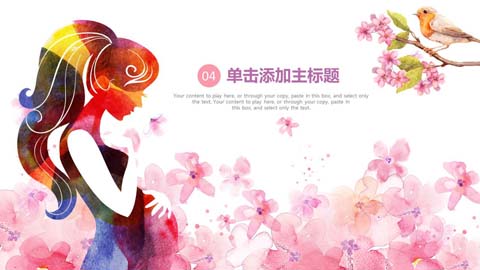 04 单击添加主标题
Your content to play here, or through your copy, paste in this box, and select only
the text. Your content to play here, or through your copy, paste in
this box, and select only the text.